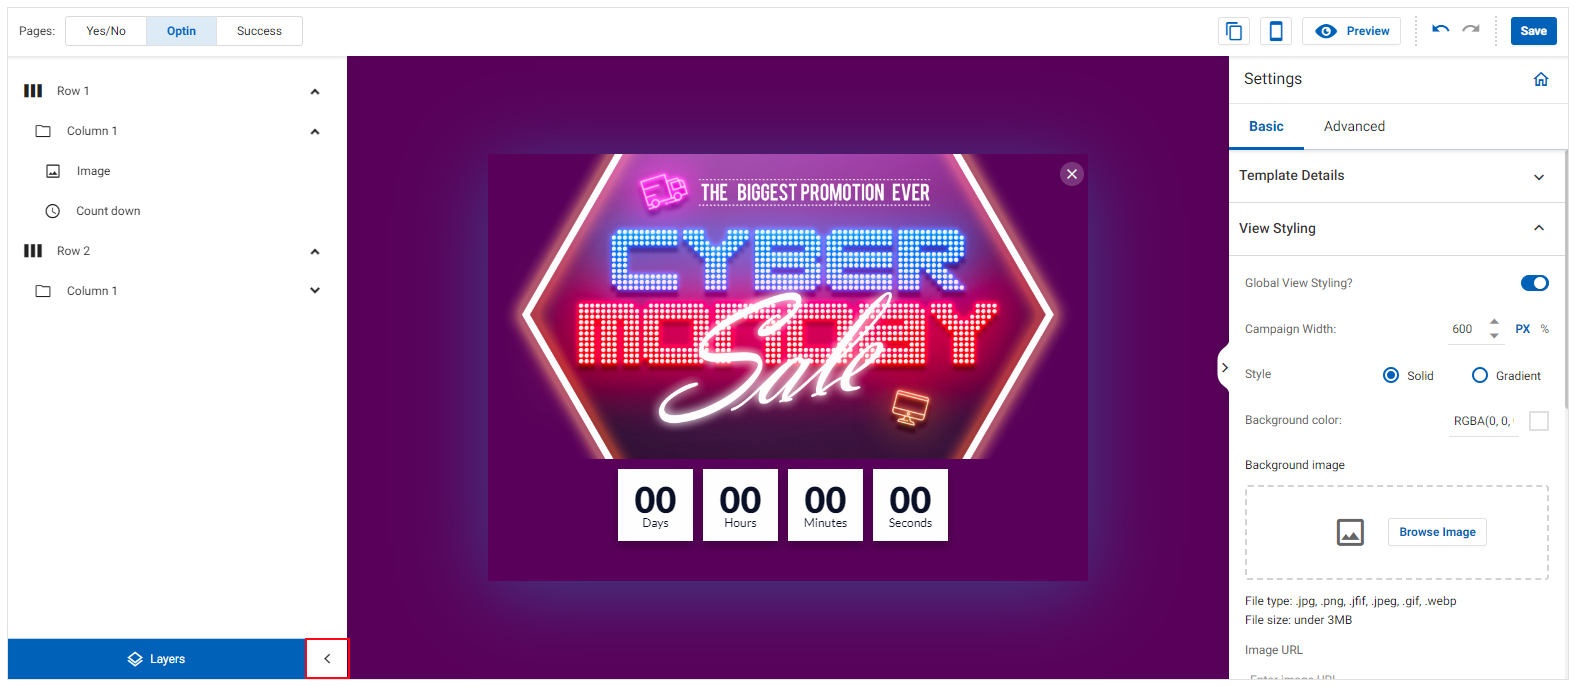 Pages:
Yes/No
Optin
Success
Preview
Save
Row 1
Column 1
Image
Count down
Row 2
Column 1
Layers
THE BIGGEST PROMOTION EVER
CYBER
MONDAY
Sale
00
Days
00
Hours
00
Minutes
00
Seconds
Settings
Basic
Advanced
Template Details
View Styling
Global View Styling?
Campaign Width:
600
PX
%
Style
Solid
Gradient
Background color:
RGBA(0, 0,
Background image
Browse Image
File type: .jpg, .png, .jfif, .jpeg, .gif, .webp
File size: under 3MB
Image URL
Enter image URL